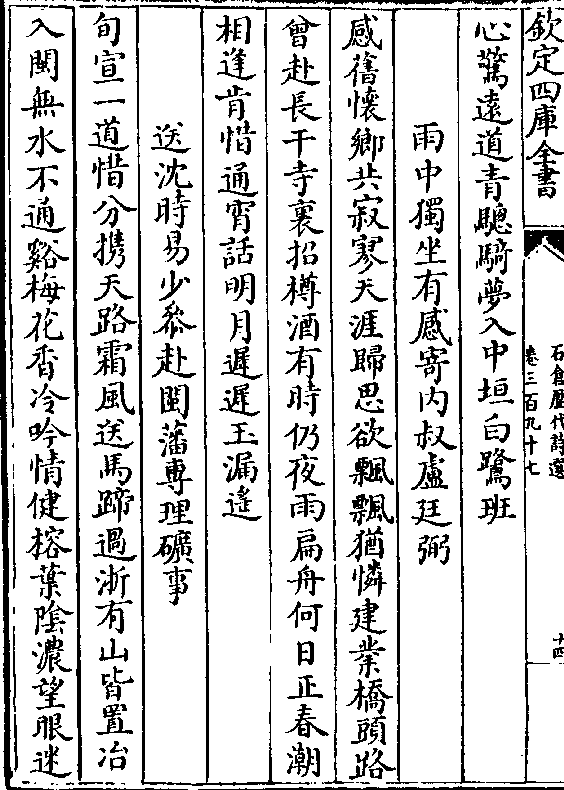 欽定四庫全書
石倉歷代詩選
卷三百九十七
十四
心驚遠道青驄騎夢入中垣白鷺班
雨中獨坐有感寄内叔盧廷弼
感舊懷鄉共寂寥天涯歸思欲飄飄猶憐建業橋頭路
曾赴長干寺裏招樽酒有時仍夜雨扁舟何日正春潮
相逢肯惜通宵話明月遲遲玉漏遙
送沈時易少叅赴閩藩專理礦事
旬宣一道惜分携天路霜風送馬蹄過浙有山皆置冶
入閩無水不通谿梅花香冷吟情健榕葉陰濃望眼迷